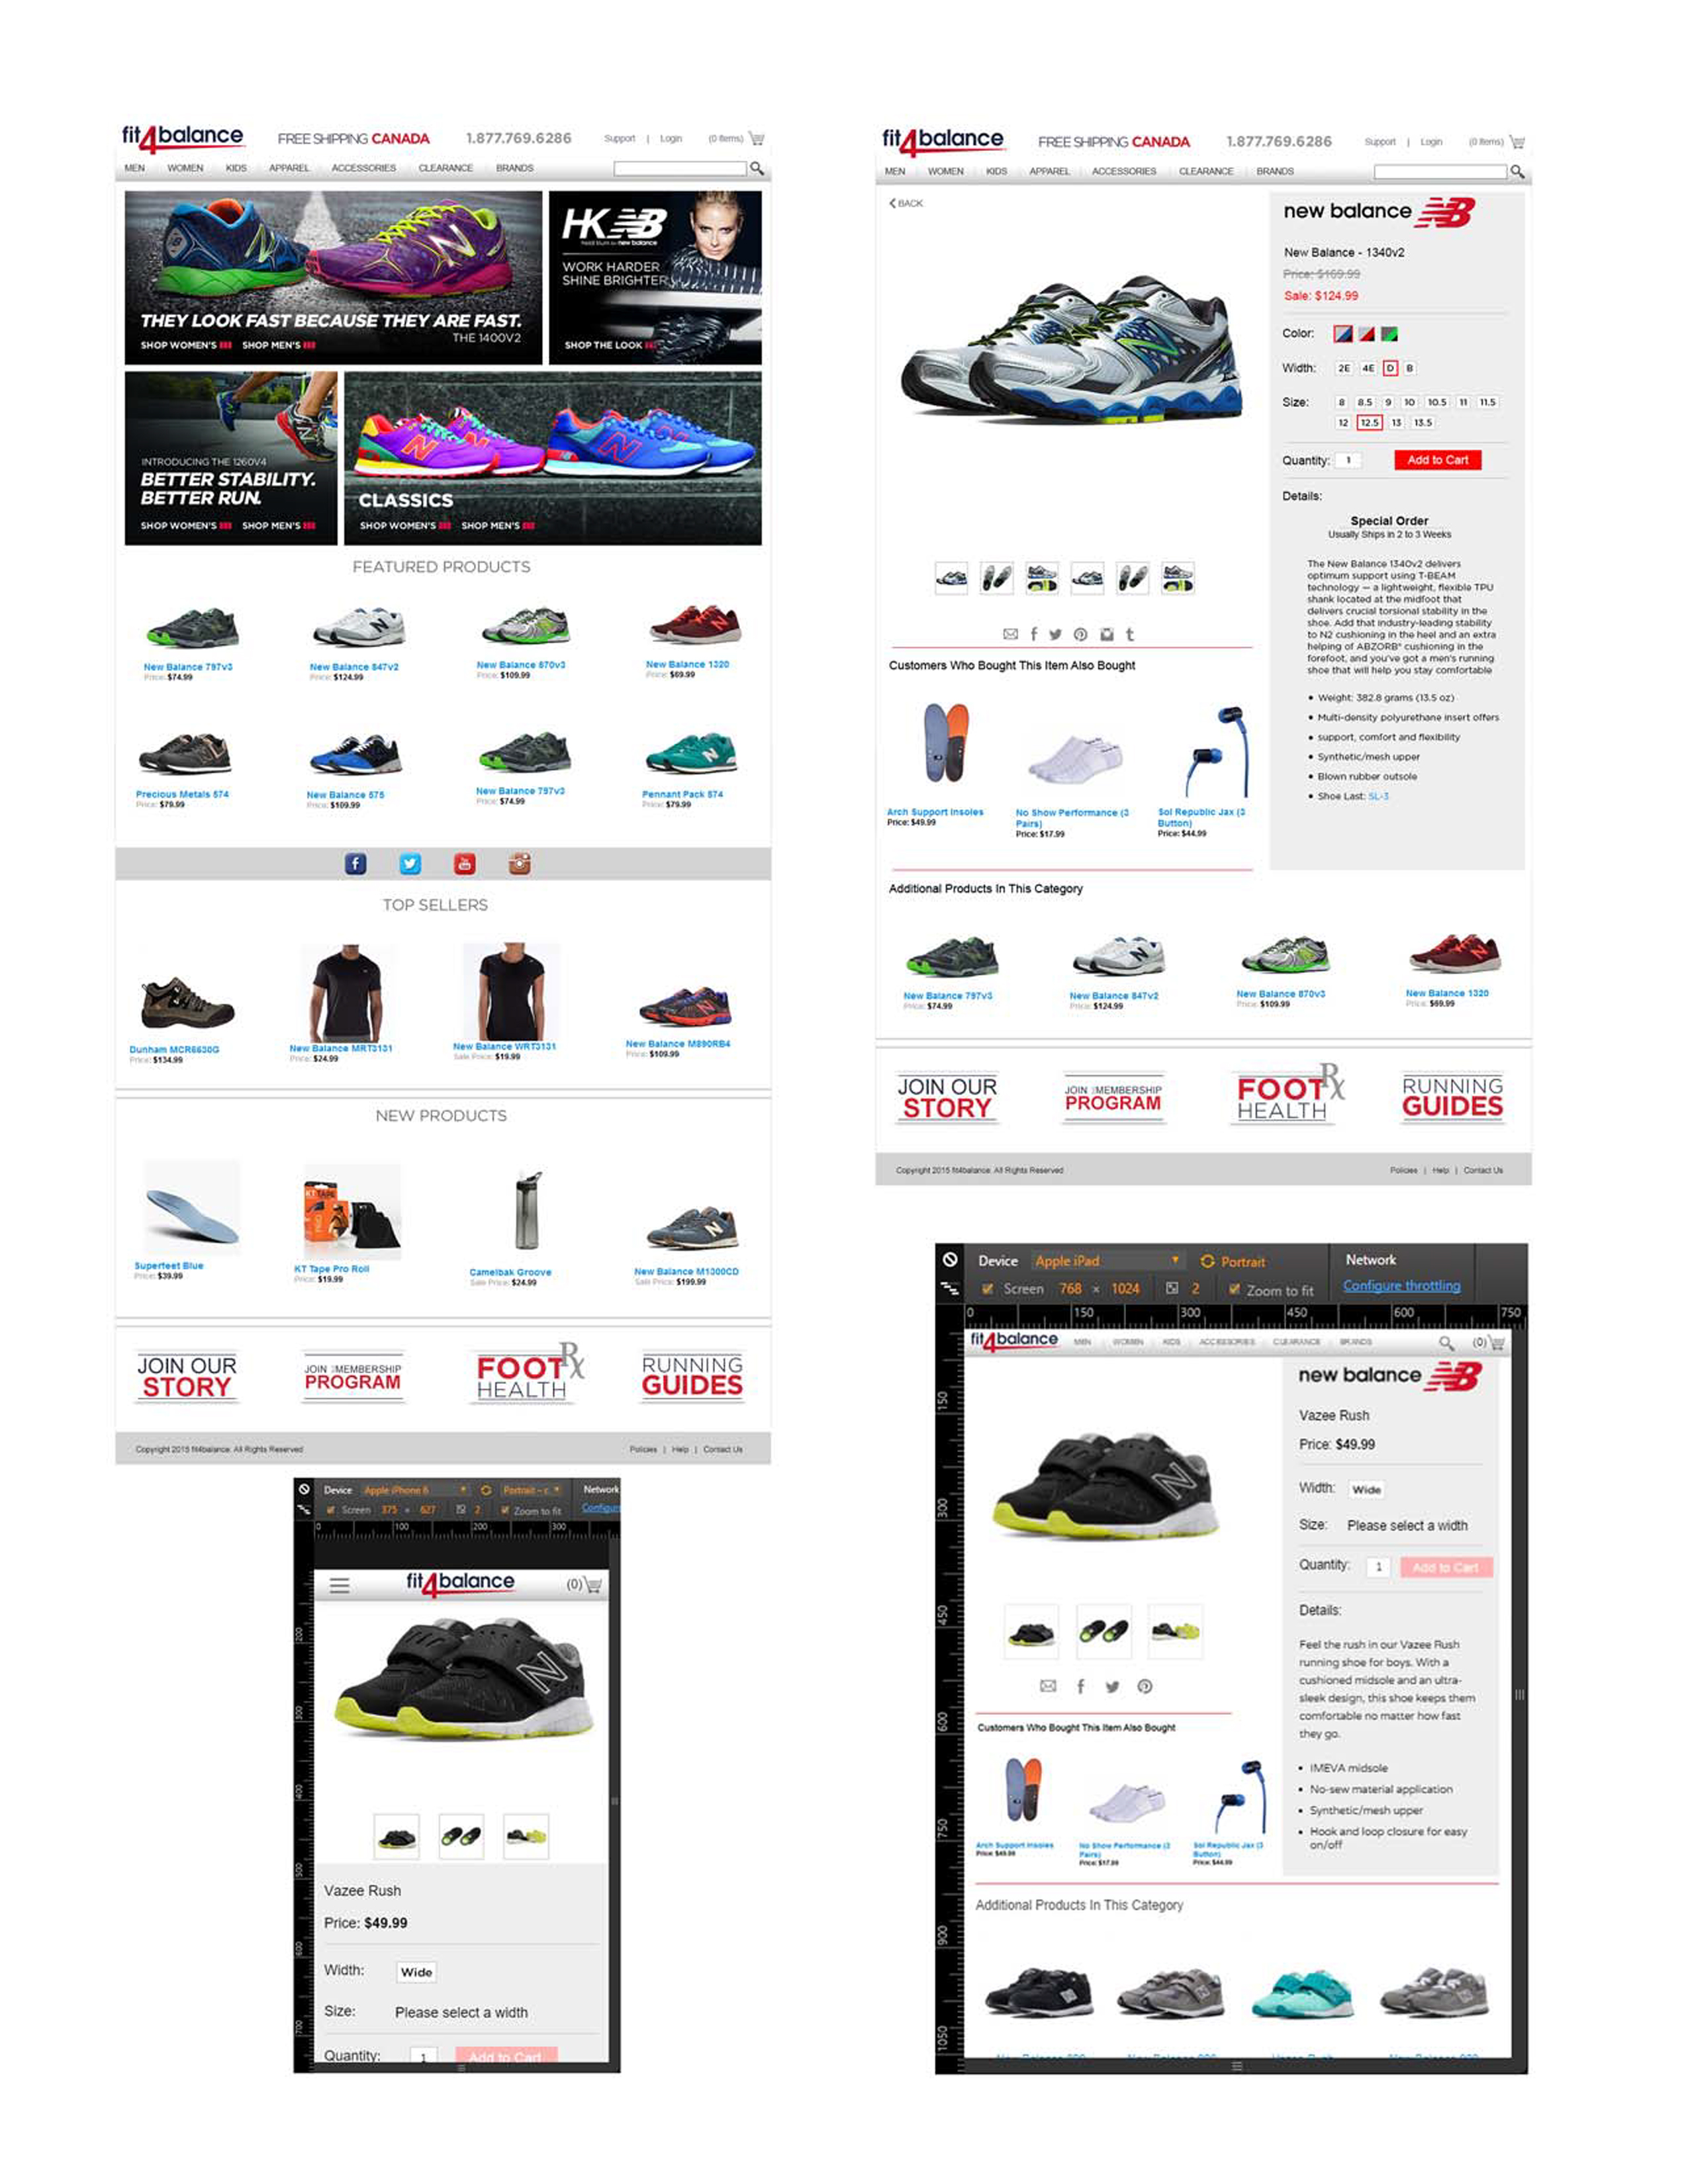 fit4balance FREE SHIPPING CANADA 1.877.769.6286 Support | Login (0 items)
MEN WOMEN KIDS APPAREL ACCESSORIES CLEARANCE BRANDS
HK NB
heidi klum for new balance
WORK HARDER
SHINE BRIGHTER
SHOP THE LOOK
THEY LOOK FAST BECAUSE THEY ARE FAST.
THE 1400V2
SHOP WOMEN'S SHOP MEN'S
INTRODUCING THE 1260V4
BETTER STABILITY.
BETTER RUN.
SHOP WOMEN'S SHOP MEN'S
CLASSICS
SHOP WOMEN'S SHOP MEN'S
FEATURED PRODUCTS
New Balance 797v3 New Balance 847v2 New Balance 870v3 New Balance 1320
Price: $74.99 Price: $124.99 Price: $109.99 Price: $69.99
Precious Metals 574 New Balance 575 New Balance 797v3 Pennant Pack 574
Price: $79.99 Price: $109.99 Price: $74.99 Price: $79.99
TOP SELLERS
Dunham MCR6630G New Balance MRT3131 New Balance WRT3131 New Balance M890RB4
Price: $134.99 Price: $24.99 Sale Price: $19.99 Price: $109.99
NEW PRODUCTS
Superfeet Blue KT Tape Pro Roll Camelbak Groove New Balance M1300CD
Price: $39.99 Price: $19.99 Sale Price: $24.99 Sale Price: $199.99
JOIN OUR STORY
JOIN MEMBERSHIP PROGRAM
FOOT Rx HEALTH
RUNNING GUIDES
Copyright 2015 fit4balance. All Rights Reserved Policies | Help | Contact Us
fit4balance FREE SHIPPING CANADA 1.877.769.6286 Support | Login (0 items)
MEN WOMEN KIDS APPAREL ACCESSORIES CLEARANCE BRANDS
BACK
new balance NB
New Balance - 1340v2
Price: $169.99
Sale: $124.99
Color:
Width: 2E 4E D B
Size: 8 8.5 9 10 10.5 11 11.5
12 12.5 13 13.5
Quantity: 1 Add to Cart
Details:
Special Order
Usually Ships in 2 to 3 Weeks
The New Balance 1340v2 delivers
optimum support using T-BEAM
technology — a lightweight, flexible TPU
shank located at the midfoot that
delivers crucial torsional stability in the
shoe. Add that industry-leading stability
to N2 cushioning in the heel and an extra
helping of ABZORB® cushioning in the
forefoot, and you've got a men's running
shoe that will help you stay comfortable
• Weight: 382.8 grams (13.5 oz)
• Multi-density polyurethane insert offers
• support, comfort and flexibility
• Synthetic/mesh upper
• Blown rubber outsole
• Shoe Last: SL-3
Customers Who Bought This Item Also Bought
Arch Support Insoles
Price: $49.99
No Show Performance (3
Pairs)
Price: $17.99
Sol Republic Jax (3
Button)
Price: $44.99
Additional Products In This Category
New Balance 797v3 New Balance 847v2 New Balance 870v3 New Balance 1320
Price: $74.99 Price: $124.99 Price: $109.99 Price: $69.99
JOIN OUR STORY
JOIN MEMBERSHIP PROGRAM
FOOT Rx HEALTH
RUNNING GUIDES
Copyright 2015 fit4balance. All Rights Reserved Policies | Help | Contact Us
Device Apple iPhone 6 Portrait - c Network
Screen 375 × 627 2 Zoom to fit Configur
0 100 200 300
fit4balance (0)
200
300
400
500
600
700
Vazee Rush
Price: $49.99
Width: Wide
Size: Please select a width
Quantity: 1 Add to Cart
Device Apple iPad Portrait Network
Screen 768 × 1024 2 Zoom to fit Configure throttling
0 150 300 450 600 750
fit4balance MEN WOMEN KIDS ACCESSORIES CLEARANCE BRANDS (0)
150
300
450
600
750
900
1050
new balance NB
Vazee Rush
Price: $49.99
Width: Wide
Size: Please select a width
Quantity: 1 Add to Cart
Details:
Feel the rush in our Vazee Rush
running shoe for boys. With a
cushioned midsole and an ultra-
sleek design, this shoe keeps them
comfortable no matter how fast
they go.
• IMEVA midsole
• No-sew material application
• Synthetic/mesh upper
• Hook and loop closure for easy
on/off
Customers Who Bought This Item Also Bought
Arch Support Insoles
Price: $49.99
No Show Performance (3
Pairs)
Price: $17.99
Sol Republic Jax (3
Button)
Price: $44.99
Additional Products In This Category